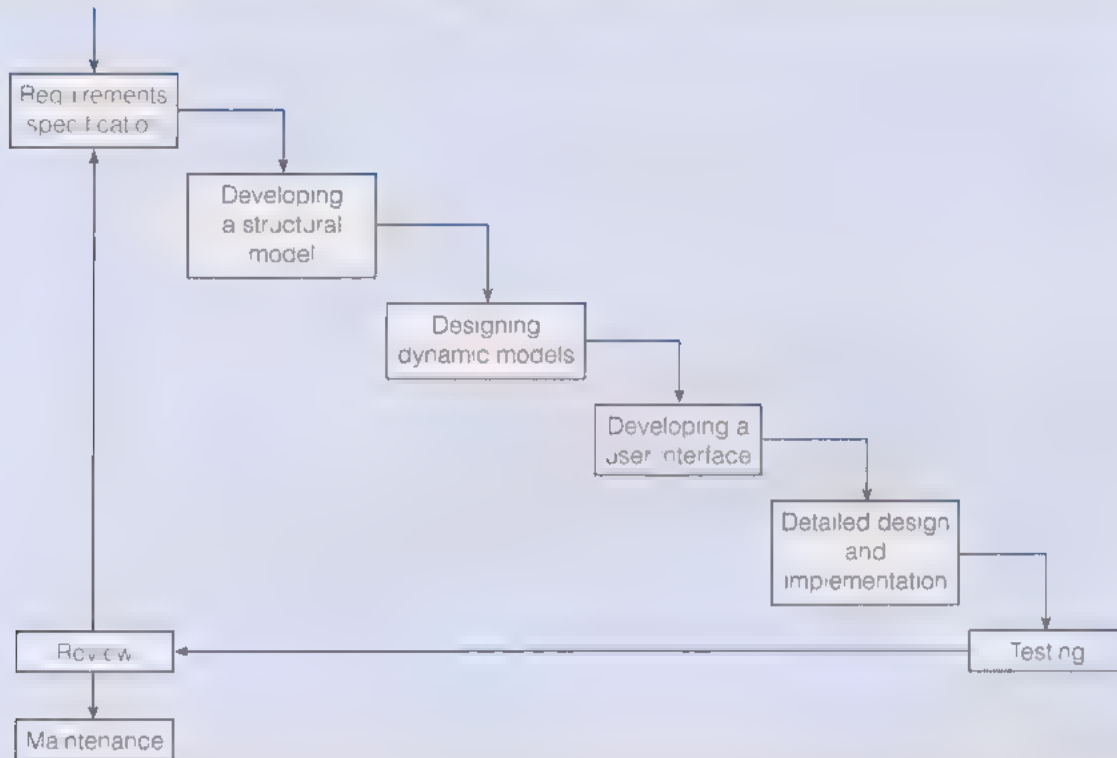 Requirements
specification
Developing
a structural
model
Designing
dynamic models
Developing a
user interface
Detailed design
and
implementation
Testing
Review
Maintenance